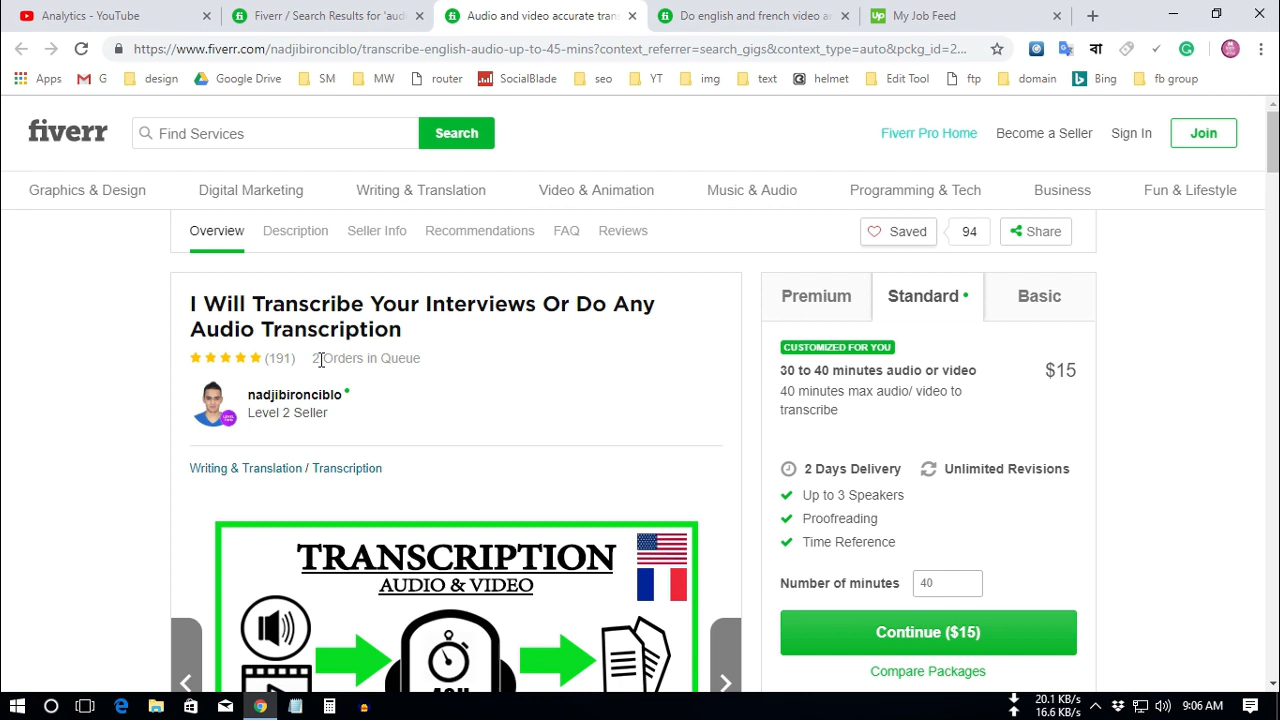 Analytics - YouTube
Fiverr / Search Results for 'audi
Audio and video accurate tran
Do english and french video an
Up My Job Feed
https://www.fiverr.com/nadjibironciblo/transcribe-english-audio-up-to-45-mins?context_referrer=search_gigs&context_type=auto&pckg_id=2...
বা
Apps
G
design
Google Drive
SM
MW
router
SocialBlade
seo
YT
img
text
helmet
Edit Tool
ftp
domain
Bing
fb group
fiverr
Find Services
Search
Fiverr Pro Home
Become a Seller
Sign In
Join
Graphics & Design
Digital Marketing
Writing & Translation
Video & Animation
Music & Audio
Programming & Tech
Business
Fun & Lifestyle
Overview
Description
Seller Info
Recommendations
FAQ
Reviews
Saved
94
Share
I Will Transcribe Your Interviews Or Do Any
Audio Transcription
(191) 2 Orders in Queue
nadjibironciblo
Level 2 Seller
Writing & Translation / Transcription
TRANSCRIPTION
AUDIO & VIDEO
Premium
Standard
Basic
CUSTOMIZED FOR YOU
30 to 40 minutes audio or video
$15
40 minutes max audio/ video to
transcribe
2 Days Delivery
Unlimited Revisions
Up to 3 Speakers
Proofreading
Time Reference
Number of minutes
40
Continue ($15)
Compare Packages
20.1 KB/s
16.6 KB/s
9:06 AM